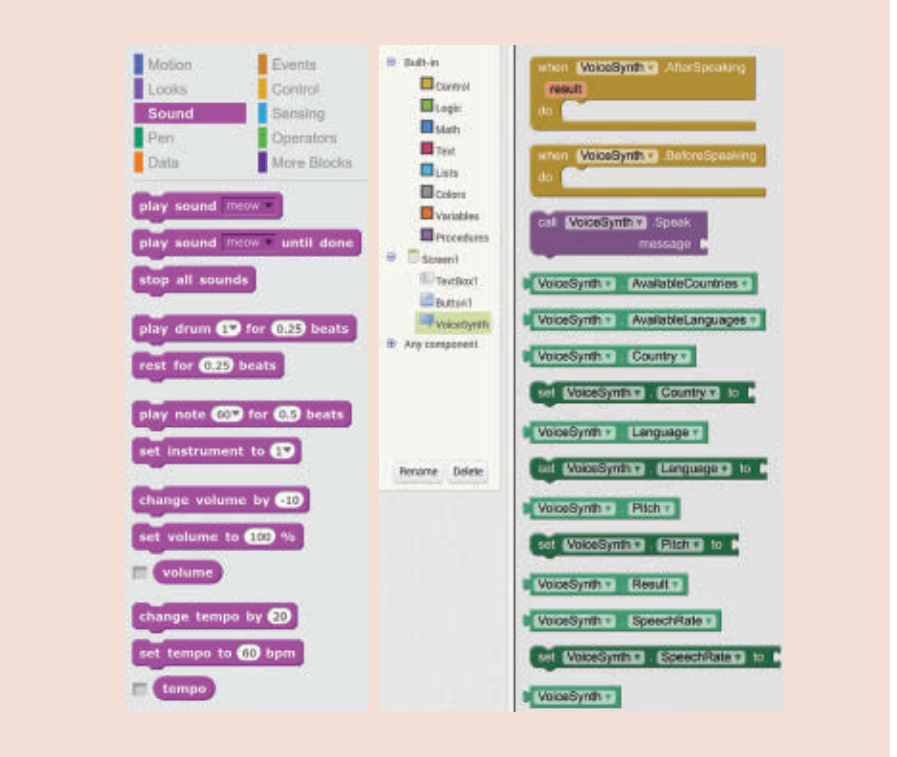 Motion
Events
Looks
Control
Sound
Sensing
Pen
Operators
Data
More Blocks
play sound meow
play sound meow until done
stop all sounds
play drum 1 for 0.25 beats
rest for 0.25 beats
play note 60 for 0.5 beats
set instrument to 1
change volume by -10
set volume to 100 %
volume
change tempo by 20
set tempo to 60 bpm
tempo
Built-in
Control
Logic
Math
Text
Lists
Colors
Variables
Procedures
Screen1
TextBox1
Button1
VoiceSynth
Any component
Rename Delete
when VoiceSynth .AfterSpeaking
result
do
when VoiceSynth .BeforeSpeaking
do
call VoiceSynth .Speak
message
VoiceSynth . AvailableCountries
VoiceSynth . AvailableLanguages
VoiceSynth . Country
set VoiceSynth . Country to
VoiceSynth . Language
set VoiceSynth . Language to
VoiceSynth . Pitch
set VoiceSynth . Pitch to
VoiceSynth . Result
VoiceSynth . SpeechRate
set VoiceSynth . SpeechRate to
VoiceSynth